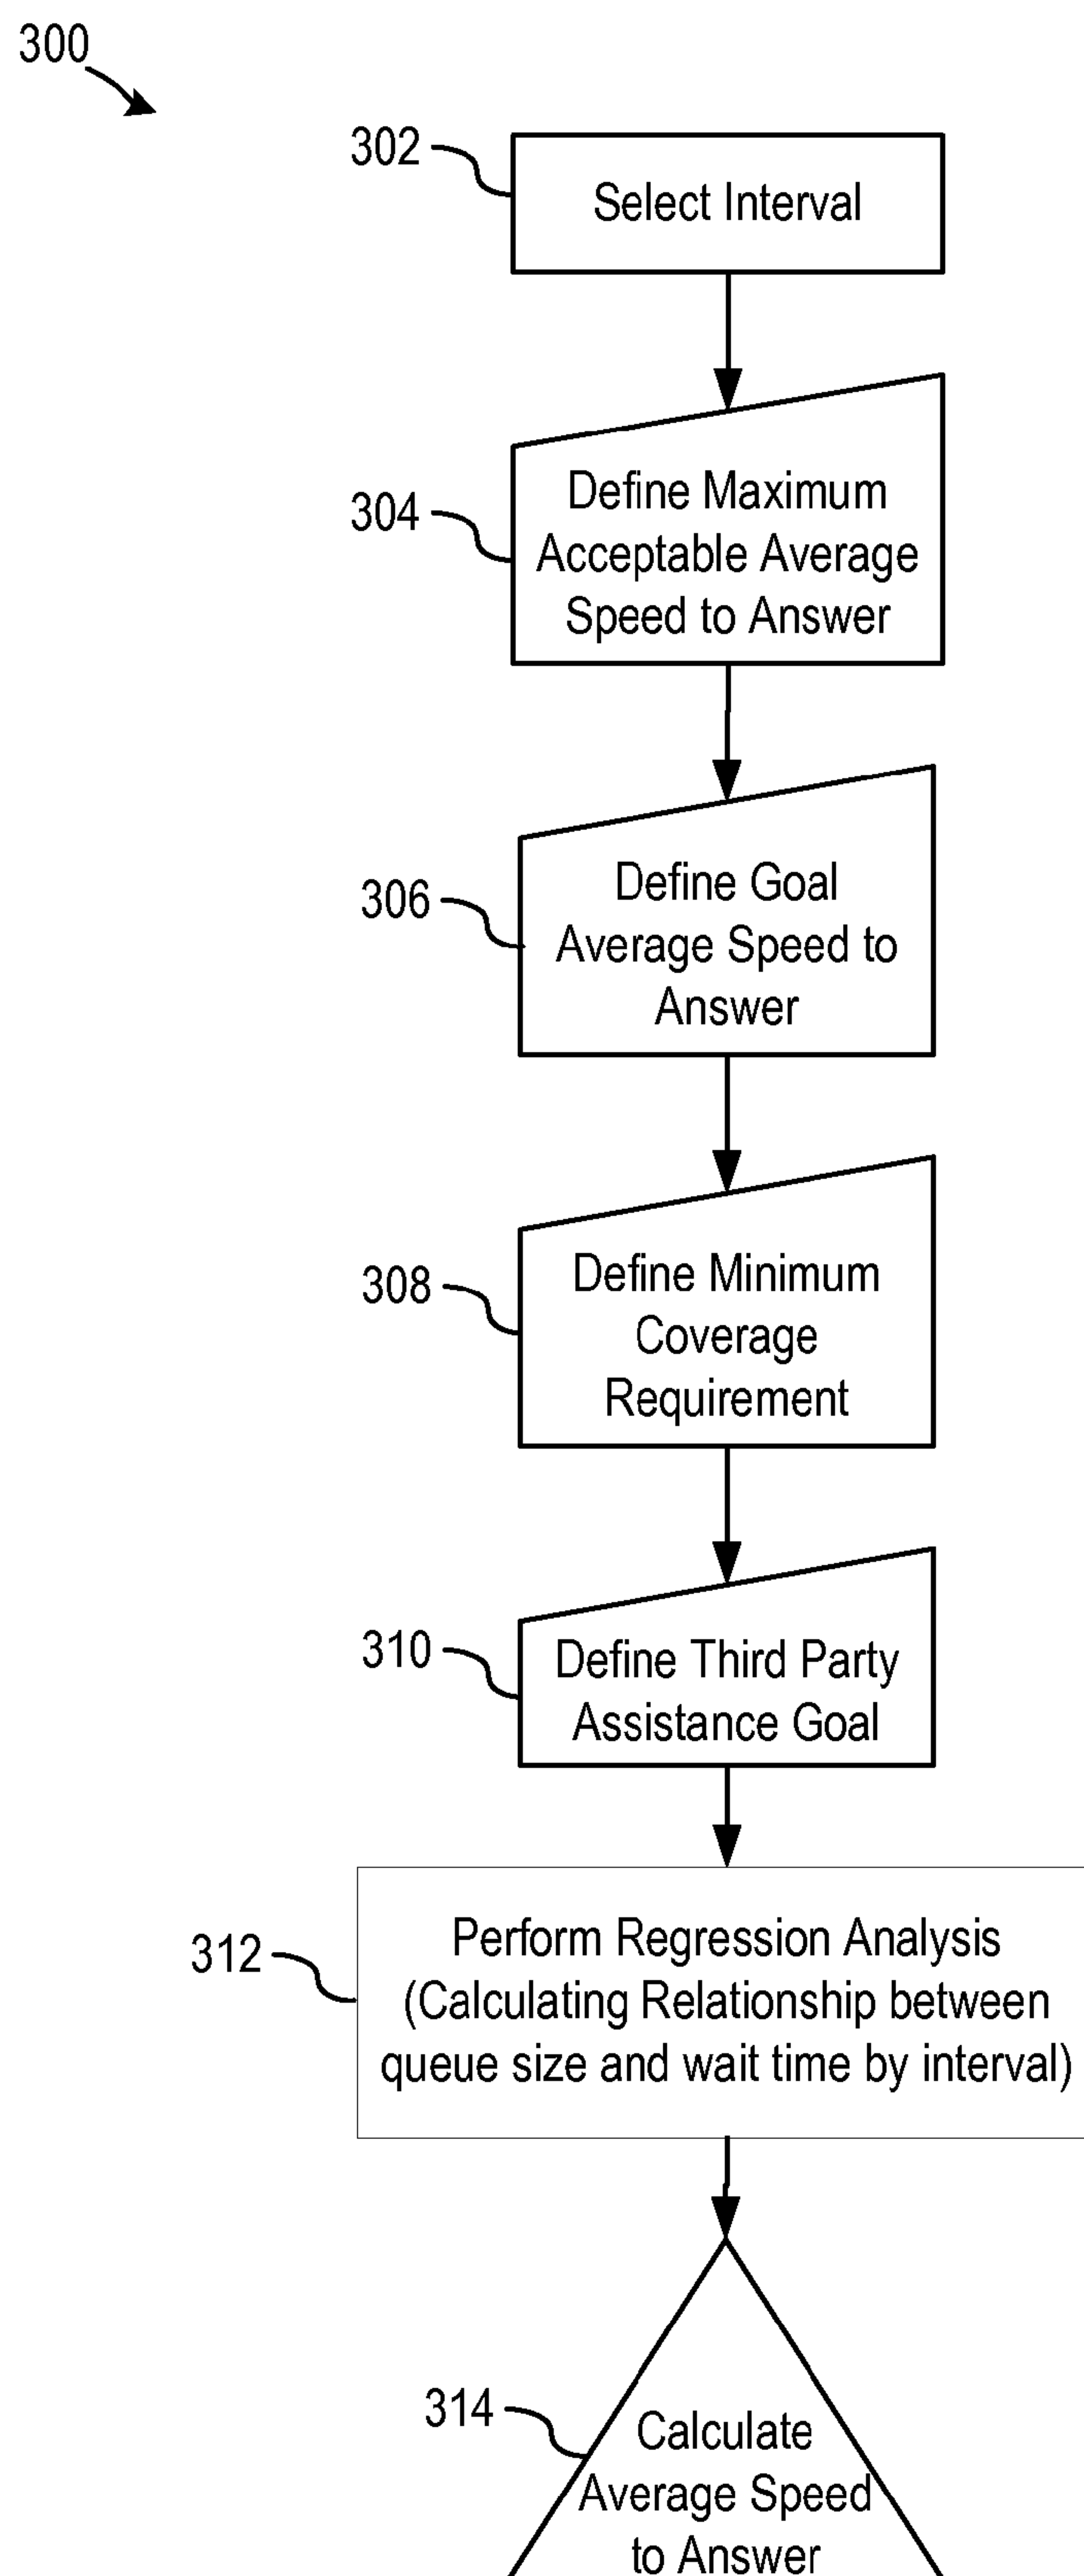 300
302
Select Interval
304
Define Maximum
Acceptable Average
Speed to Answer
306
Define Goal
Average Speed to
Answer
308
Define Minimum
Coverage
Requirement
310
Define Third Party
Assistance Goal
312
Perform Regression Analysis
(Calculating Relationship between
queue size and wait time by interval)
314
Calculate
Average Speed
to Answer